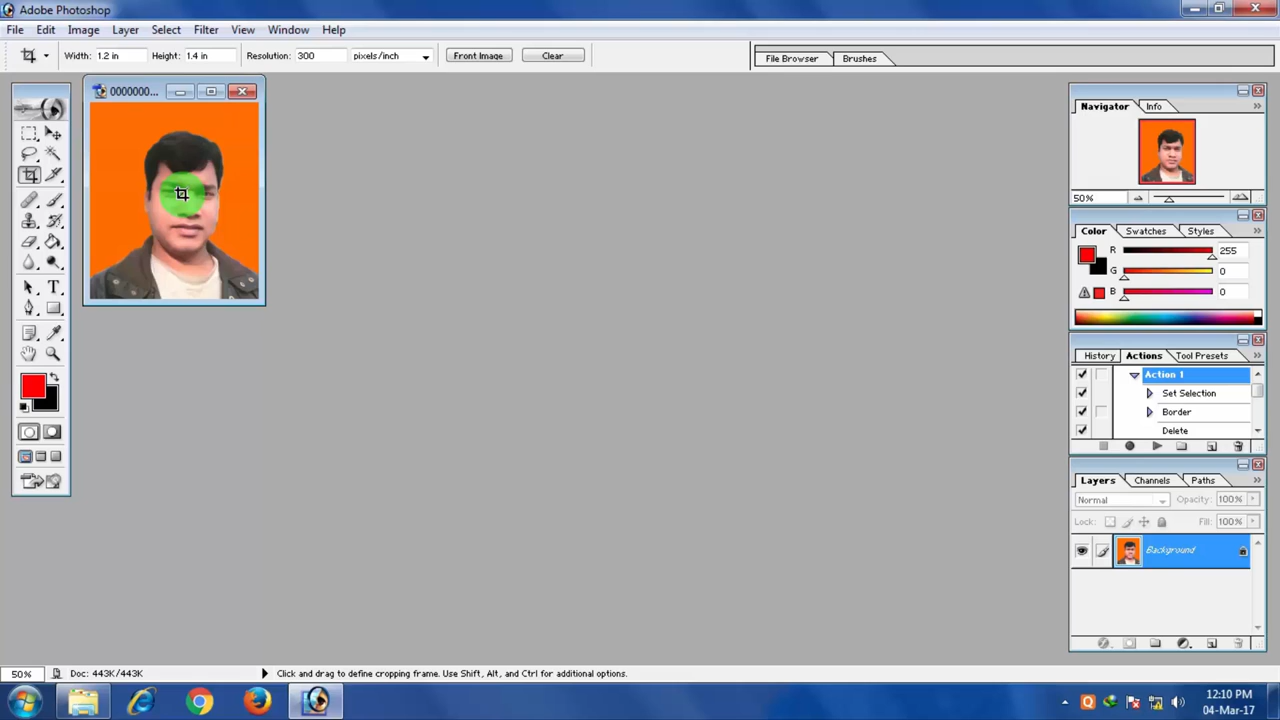 Adobe Photoshop
File Edit Image Layer Select Filter View Window Help
Width: 1.2 in Height: 1.4 in Resolution: 300 pixels/inch Front Image Clear File Browser Brushes
0000000...
Navigator Info
50%
Color Swatches Styles
R 255
G 0
B 0
History Actions Tool Presets
Action 1
Set Selection
Border
Delete
Layers Channels Paths
Normal Opacity: 100%
Lock: Fill: 100%
Background
50% Doc: 443K/443K Click and drag to define cropping frame. Use Shift, Alt, and Ctrl for additional options.
12:10 PM
04-Mar-17